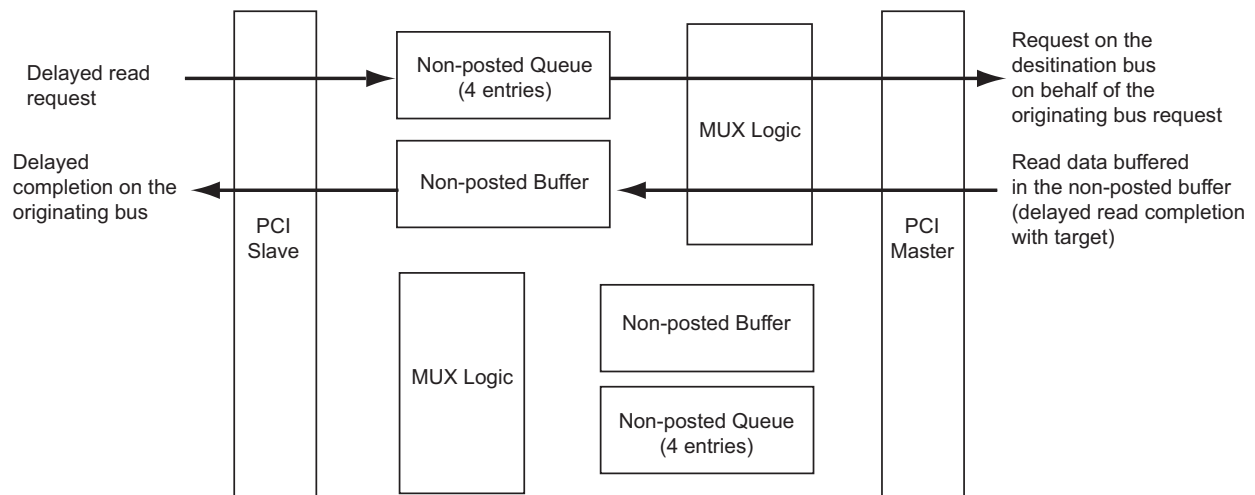 Delayed read
request
Non-posted Queue
(4 entries)
Request on the
desitination bus
on behalf of the
originating bus request
MUX Logic
Delayed
completion on the
originating bus
Non-posted Buffer
Read data buffered
in the non-posted buffer
(delayed read completion
with target)
PCI
Slave
PCI
Master
Non-posted Buffer
MUX Logic
Non-posted Queue
(4 entries)